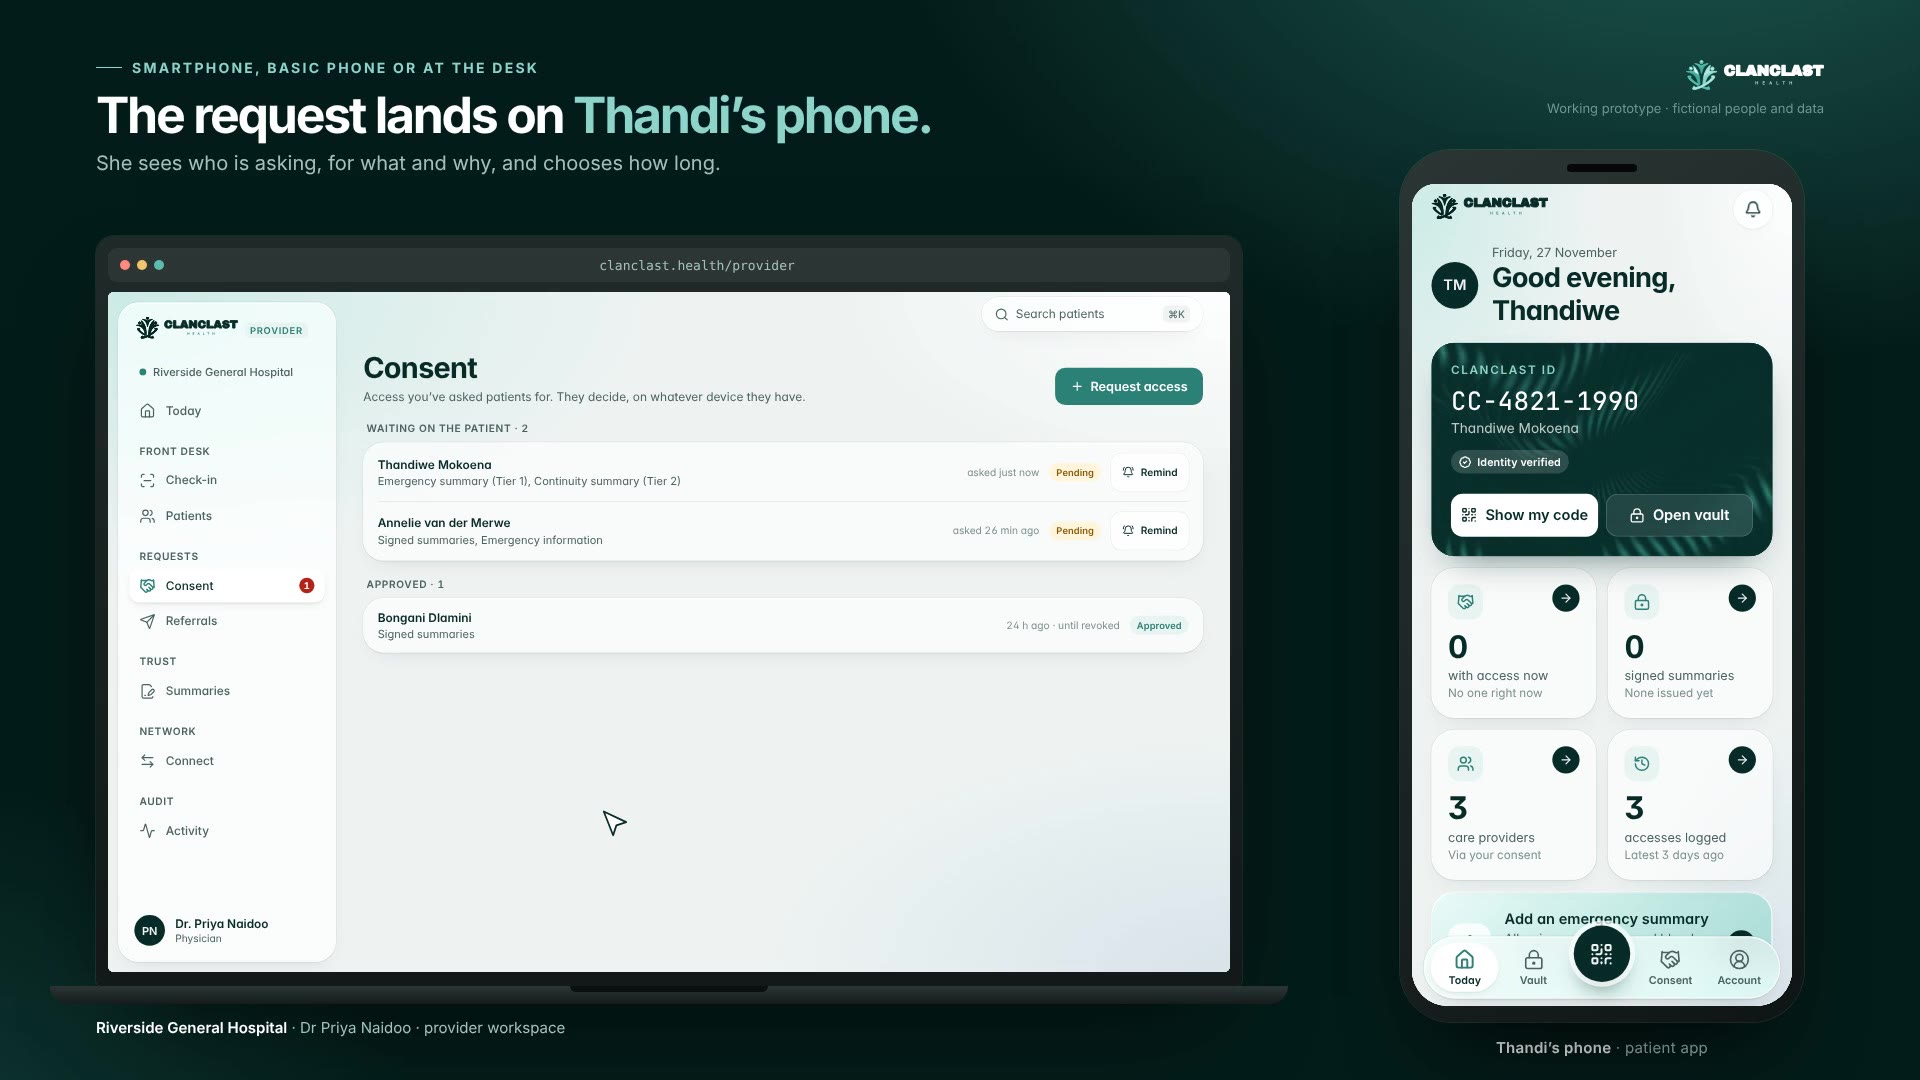 SMARTPHONE, BASIC PHONE OR AT THE DESK
The request lands on Thandi's phone.
She sees who is asking, for what and why, and chooses how long.
CLANCLAST
HEALTH
Working prototype · fictional people and data
clanclast.health/provider
CLANCLAST
HEALTH
PROVIDER
Riverside General Hospital
Today
FRONT DESK
Check-in
Patients
REQUESTS
Consent
1
Referrals
TRUST
Summaries
NETWORK
Connect
AUDIT
Activity
PN
Dr. Priya Naidoo
Physician
Search patients
⌘K
Consent
Access you've asked patients for. They decide, on whatever device they have.
+ Request access
WAITING ON THE PATIENT · 2
Thandiwe Mokoena
Emergency summary (Tier 1), Continuity summary (Tier 2)
asked just now
Pending
Remind
Annelie van der Merwe
Signed summaries, Emergency information
asked 26 min ago
Pending
Remind
APPROVED · 1
Bongani Dlamini
Signed summaries
24 h ago · until revoked
Approved
Riverside General Hospital · Dr Priya Naidoo · provider workspace
CLANCLAST
HEALTH
TM
Friday, 27 November
Good evening,
Thandiwe
CLANCLAST ID
CC-4821-1990
Thandiwe Mokoena
Identity verified
Show my code
Open vault
0
with access now
No one right now
0
signed summaries
None issued yet
3
care providers
Via your consent
3
accesses logged
Latest 3 days ago
Add an emergency summary
Today
Vault
Consent
Account
Thandi's phone · patient app